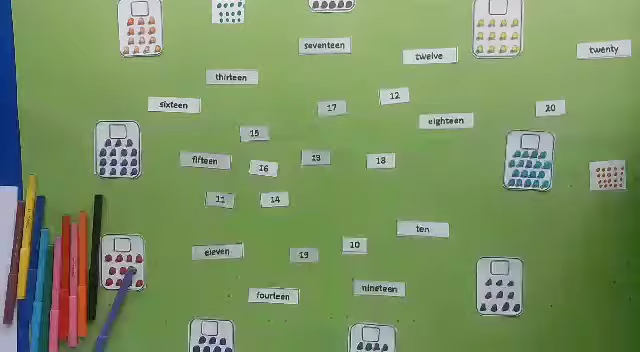 seventeen
twelve
twenty
thirteen
12
sixteen
17
20
eighteen
15
fifteen
16
13
18
11
14
ten
eleven
19
10
fourteen
nineteen